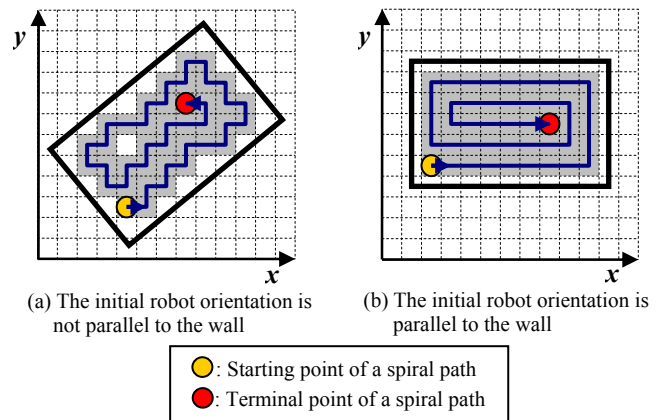 y
x
(a) The initial robot orientation is
not parallel to the wall
y
x
(b) The initial robot orientation is
parallel to the wall
: Starting point of a spiral path
: Terminal point of a spiral path